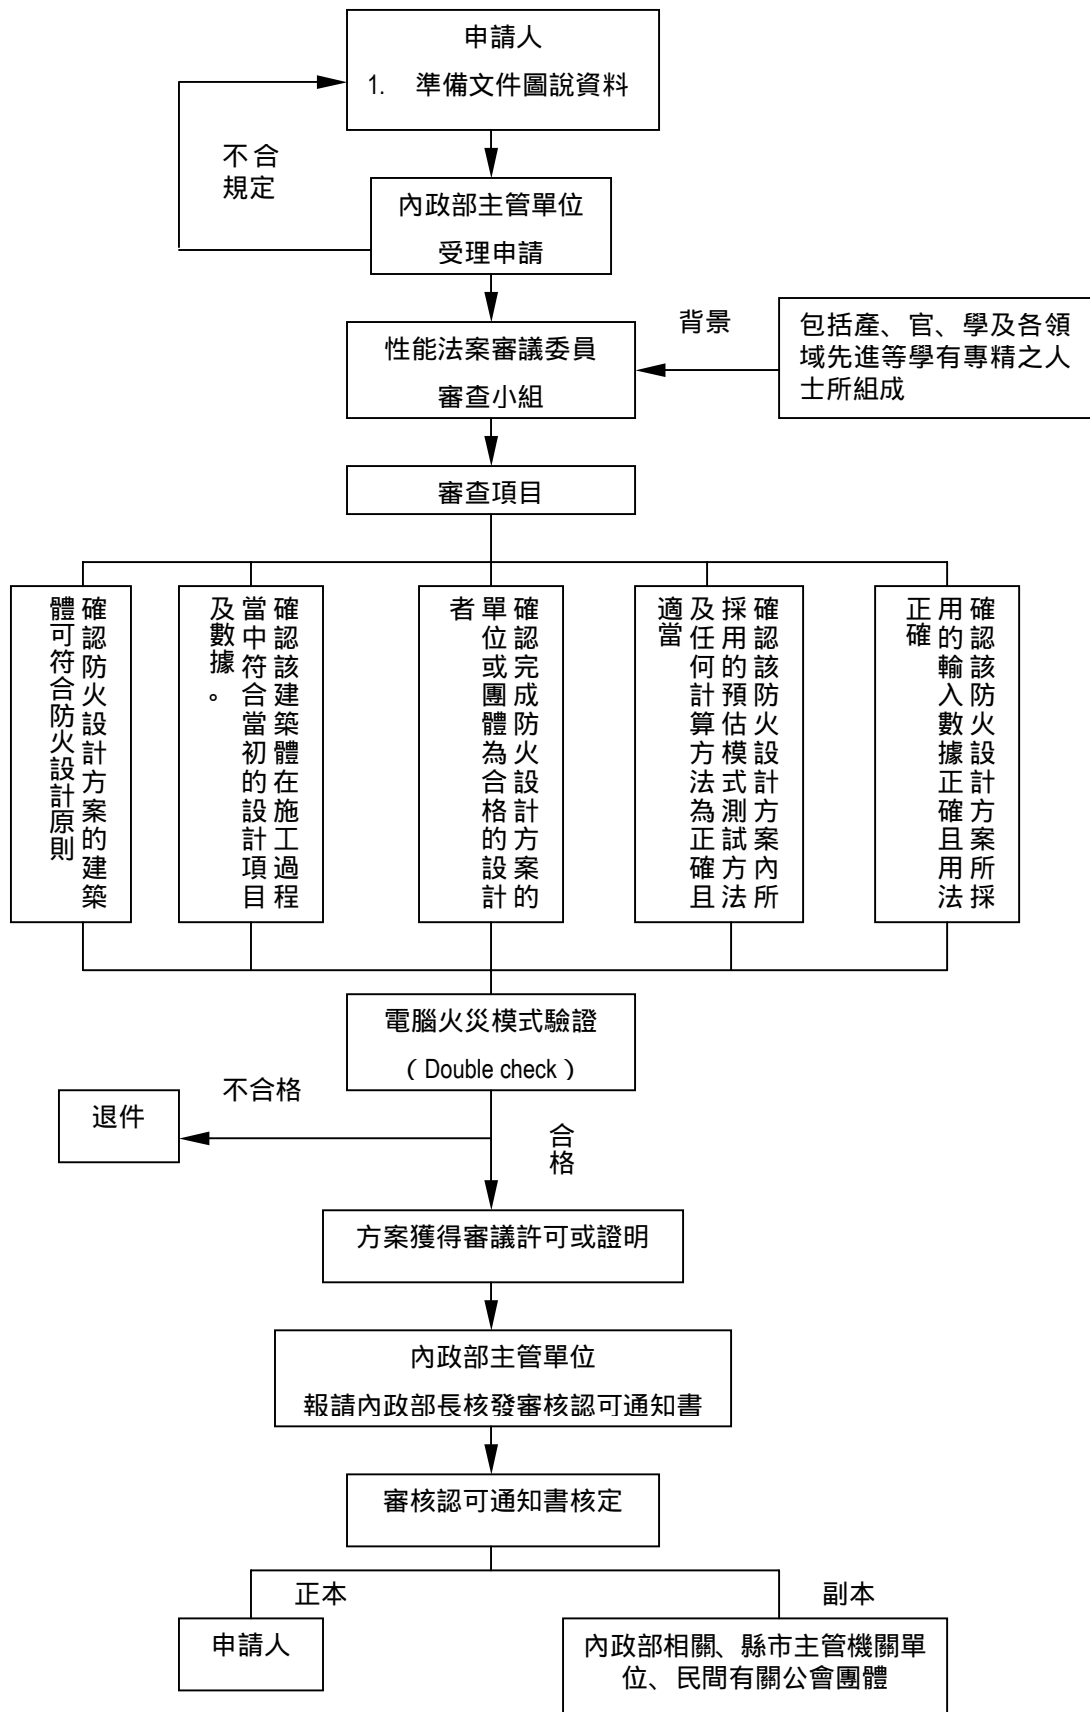 申請人
1. 準備文件圖說資料
不合
規定
內政部主管單位
受理申請
性能法案審議委員
審查小組
背景
包括產、官、學及各領
域先進等學有專精之人
士所組成
審查項目
確認防火設計方案的建築
體可符合防火設計原則
確認該建築體在施工過程
當中符合當初的設計項目
及數據。
確認完成防火設計方案的
單位或團體為合格的設計
者
確認該防火設計方案內所
採用的預估模式測試方法
及任何計算方法為正確且
適當
確認該防火設計方案所採
用的輸入數據正確且用法
正確
電腦火災模式驗證
（Double check）
不合格
退件
合
格
方案獲得審議許可或證明
內政部主管單位
報請內政部長核發審核認可通知書
審核認可通知書核定
正本
副本
申請人
內政部相關、縣市主管機關單
位、民間有關公會團體